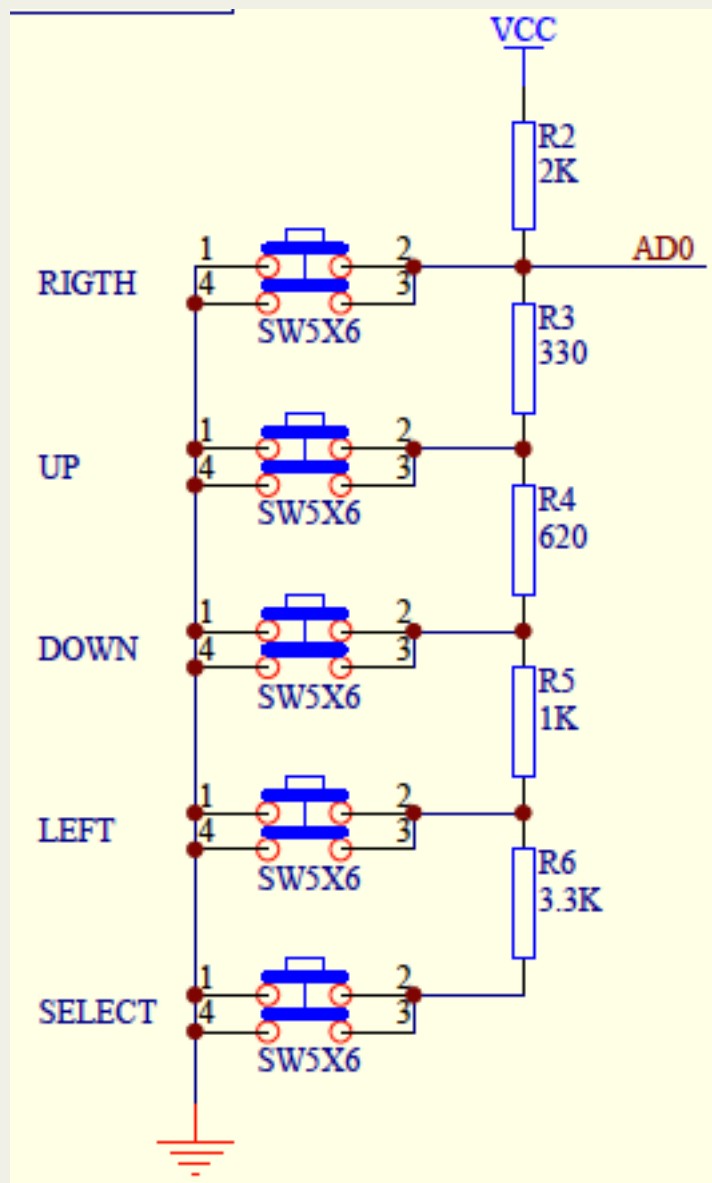 VCC
R2
2K
AD0
1 2
RIGTH
4 3
SW5X6
R3
330
1 2
UP
4 3
SW5X6
R4
620
1 2
DOWN
4 3
SW5X6
R5
1K
1 2
LEFT
4 3
SW5X6
R6
3.3K
1 2
SELECT
4 3
SW5X6